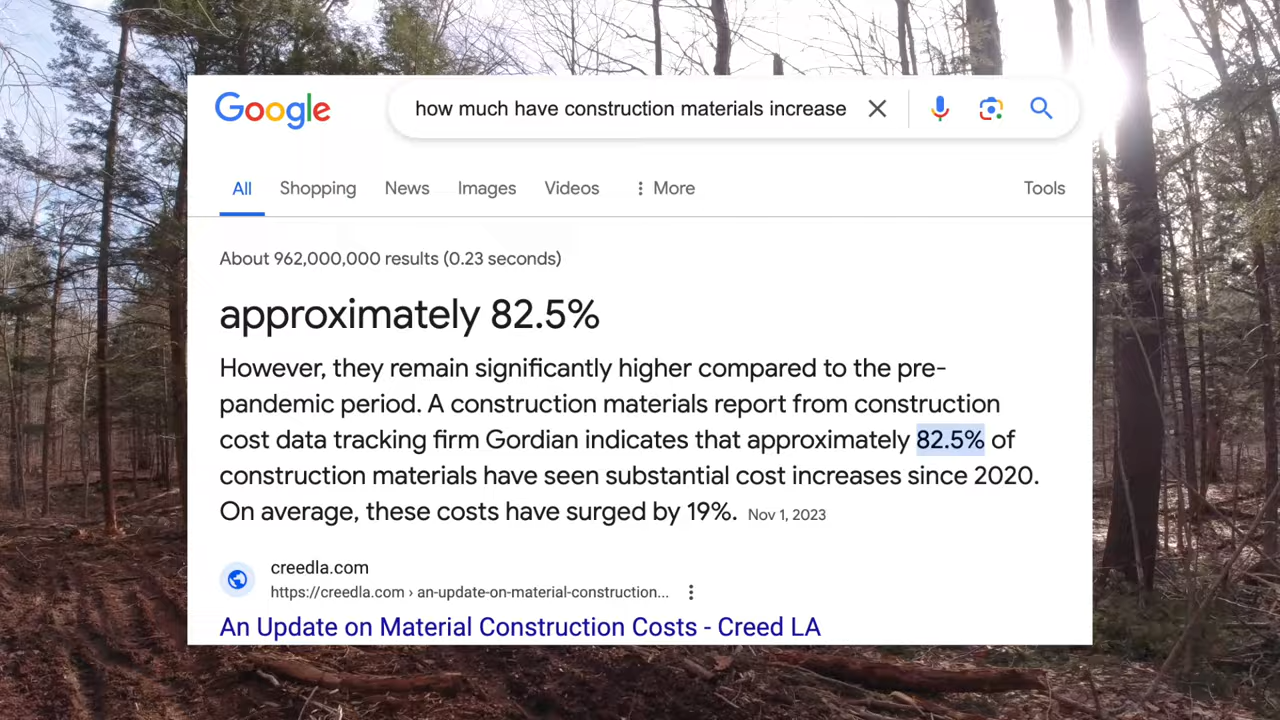 Google
how much have construction materials increase
All Shopping News Images Videos More Tools
About 962,000,000 results (0.23 seconds)
approximately 82.5%
However, they remain significantly higher compared to the pre-
pandemic period. A construction materials report from construction
cost data tracking firm Gordian indicates that approximately 82.5% of
construction materials have seen substantial cost increases since 2020.
On average, these costs have surged by 19%. Nov 1, 2023
creedla.com
https://creedla.com › an-update-on-material-construction...
An Update on Material Construction Costs - Creed LA